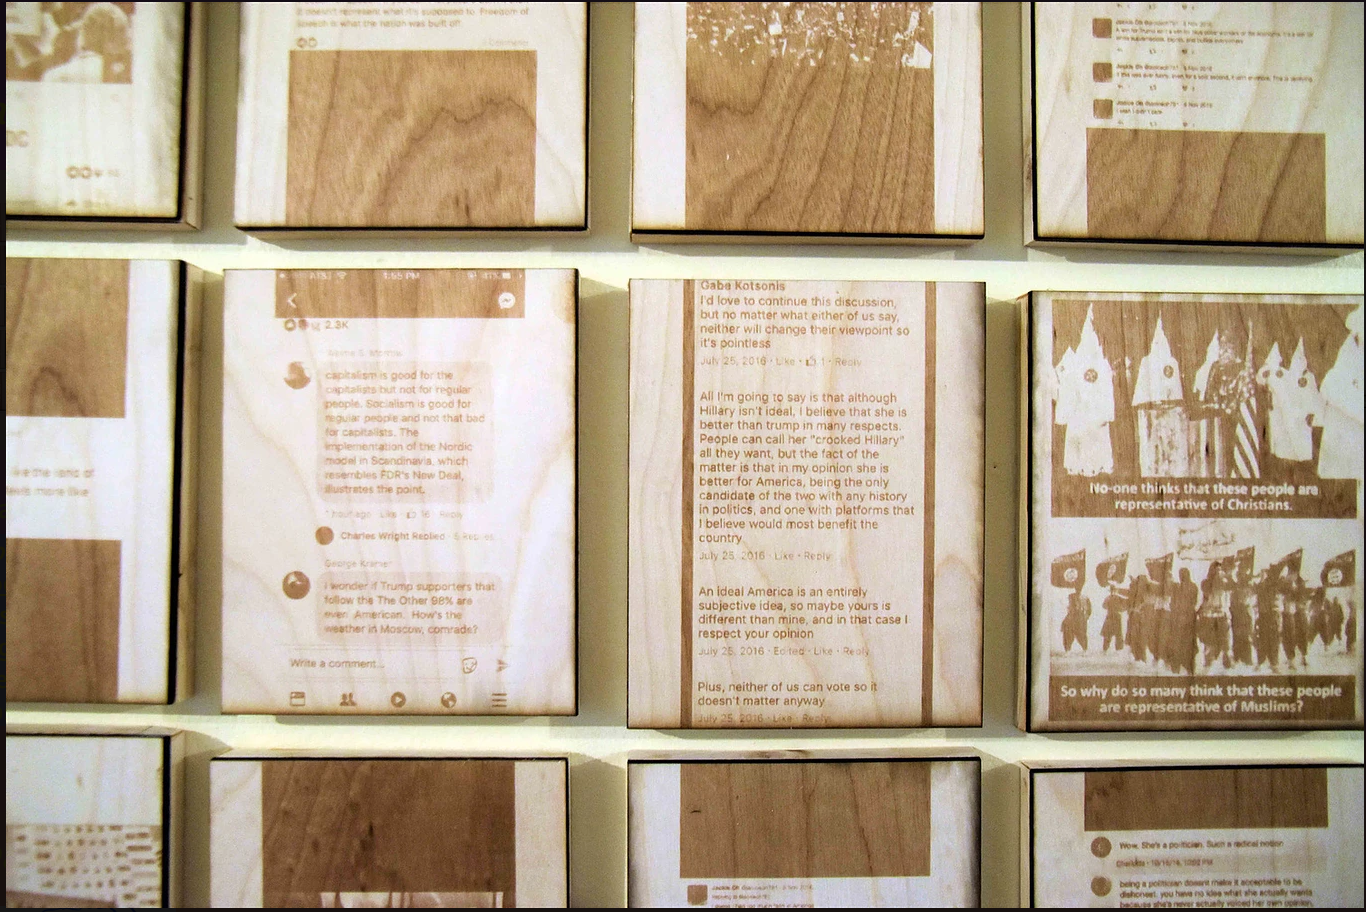 it doesn't represent what it's supposed to. Freedom of
speech is what the nation was built off
like the land of
1:55 PM
2.3K
capitalism is good for the
capitalists but not for regular
people. Socialism is good for
regular people and not that bad
for capitalists. The
implementation of the Nordic
model in Scandinavia, which
resembles FDR's New Deal,
illustrates the point.
1 hour ago · Like · 16 · Reply
Charles Wright Replied · 6 Replies
George Kramer
I wonder if Trump supporters that
follow the The Other 98% are
even American. How's the
weather in Moscow, comrade?
Write a comment...
Gabe Kotsonis
I'd love to continue this discussion,
but no matter what either of us say,
neither will change their viewpoint so
it's pointless
July 25, 2016 · Like · 1 · Reply
All I'm going to say is that although
Hillary isn't ideal, I believe that she is
better than trump in many respects.
People can call her "crooked Hillary"
all they want, but the fact of the
matter is that in my opinion she is
better for America, being the only
candidate of the two with any history
in politics, and one with platforms that
I believe would most benefit the
country
July 25, 2016 · Like · Reply
An ideal America is an entirely
subjective idea, so maybe yours is
different than mine, and in that case I
respect your opinion
July 25, 2016 · Edited · Like · Reply
Plus, neither of us can vote so it
doesn't matter anyway
July 25, 2016 · Like · Reply
No-one thinks that these people are
representative of Christians.
So why do so many think that these people
are representative of Muslims?
Wow. She's a politician. Such a radical notion
being a politician doesnt make it acceptable to be
dishonest. you have no idea what she actually wants
because she's never actually voiced her own opinion,